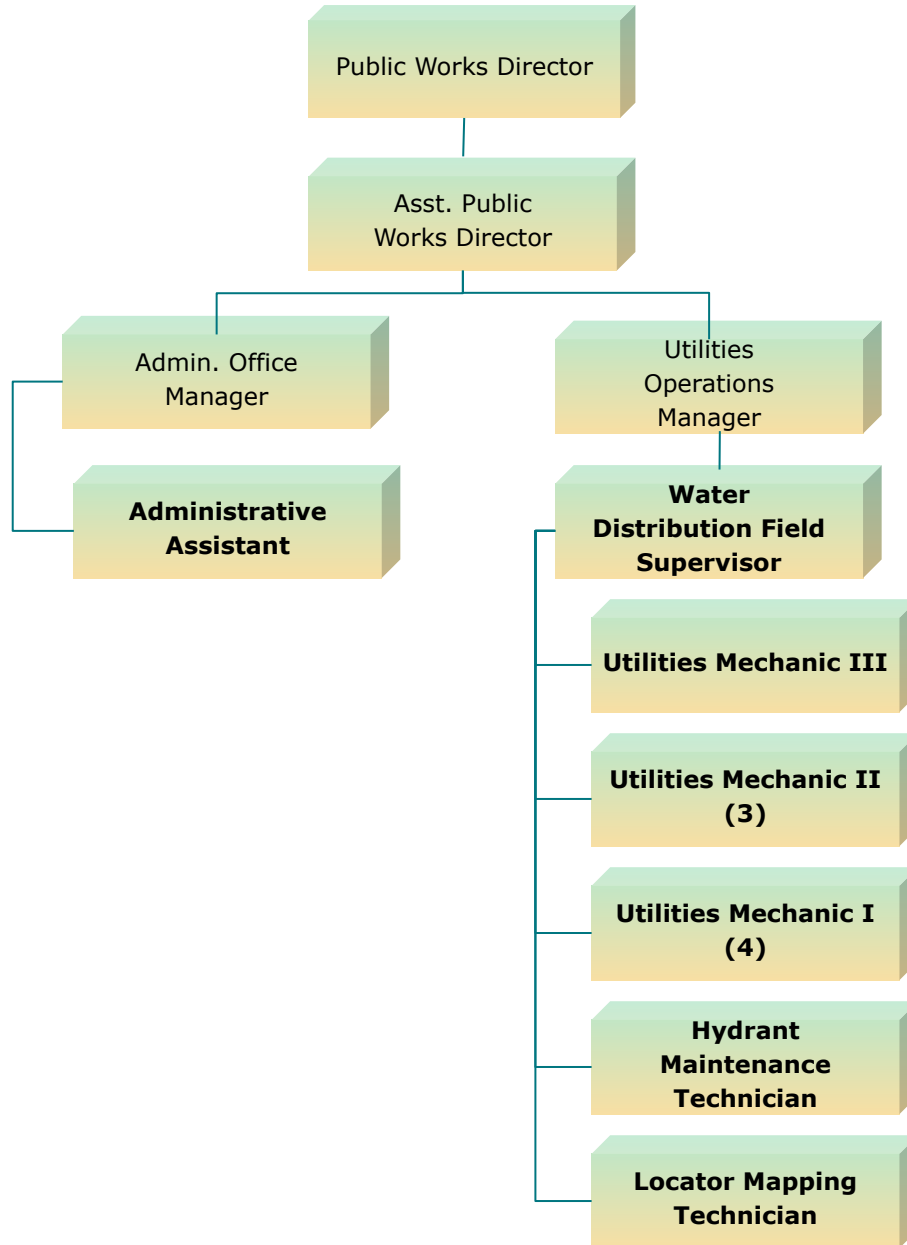 Public Works Director
Asst. Public
Works Director
Admin. Office
Manager
Utilities
Operations
Manager
Administrative
Assistant
Water
Distribution Field
Supervisor
Utilities Mechanic III
Utilities Mechanic II
(3)
Utilities Mechanic I
(4)
Hydrant
Maintenance
Technician
Locator Mapping
Technician